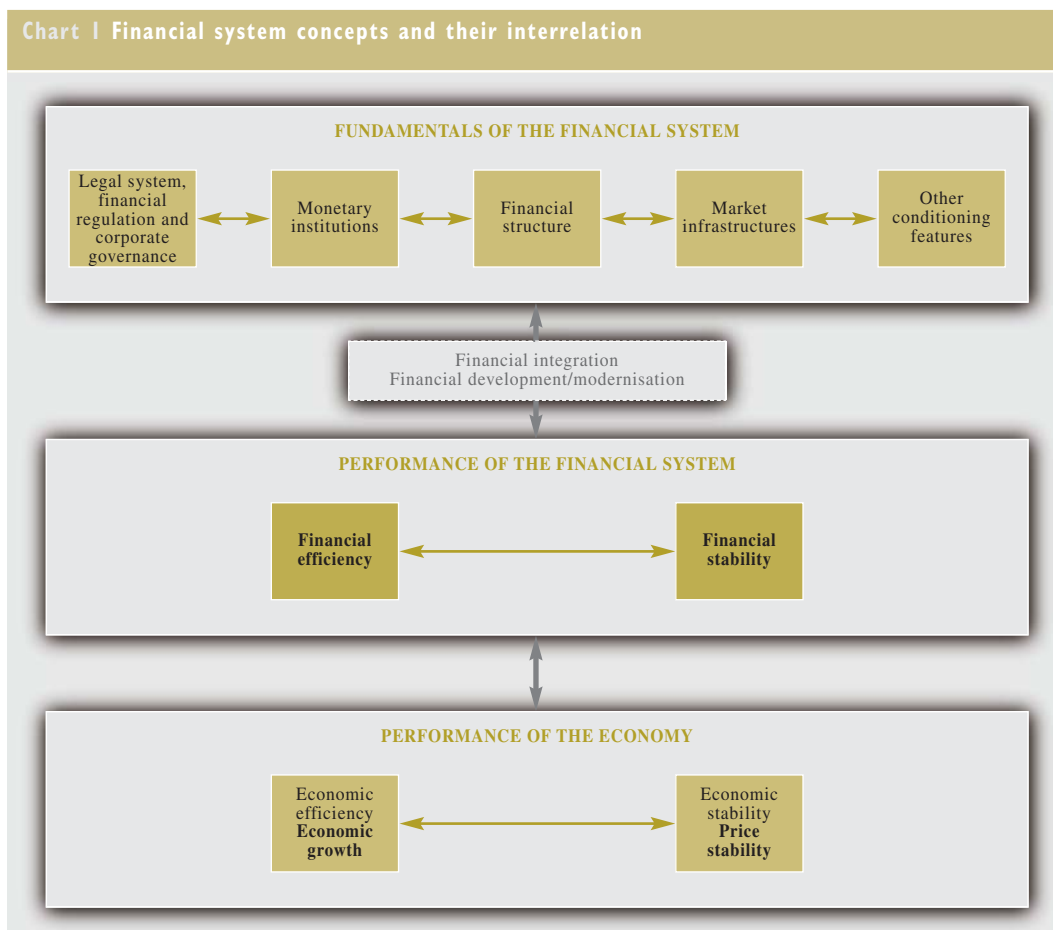 Chart 1 Financial system concepts and their interrelation
FUNDAMENTALS OF THE FINANCIAL SYSTEM
Legal system,
financial
regulation and
corporate
governance
Monetary
institutions
Financial
structure
Market
infrastructures
Other
conditioning
features
Financial integration
Financial development/modernisation
PERFORMANCE OF THE FINANCIAL SYSTEM
Financial
efficiency
Financial
stability
PERFORMANCE OF THE ECONOMY
Economic
efficiency
Economic
growth
Economic
stability
Price
stability